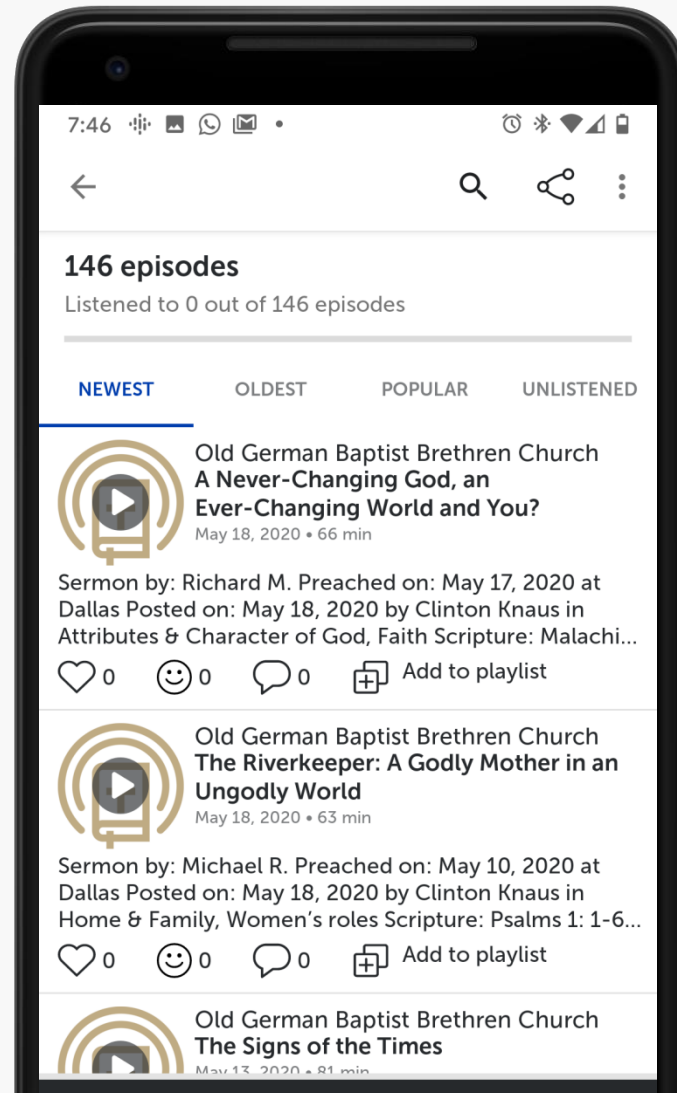 7:46
146 episodes
Listened to 0 out of 146 episodes
NEWEST OLDEST POPULAR UNLISTENED
Old German Baptist Brethren Church
A Never-Changing God, an
Ever-Changing World and You?
May 18, 2020 • 66 min
Sermon by: Richard M. Preached on: May 17, 2020 at
Dallas Posted on: May 18, 2020 by Clinton Knaus in
Attributes & Character of God, Faith Scripture: Malachi...
0 0 0 Add to playlist
Old German Baptist Brethren Church
The Riverkeeper: A Godly Mother in an
Ungodly World
May 18, 2020 • 63 min
Sermon by: Michael R. Preached on: May 10, 2020 at
Dallas Posted on: May 18, 2020 by Clinton Knaus in
Home & Family, Women’s roles Scripture: Psalms 1: 1-6...
0 0 0 Add to playlist
Old German Baptist Brethren Church
The Signs of the Times
May 13, 2020 • 81 min